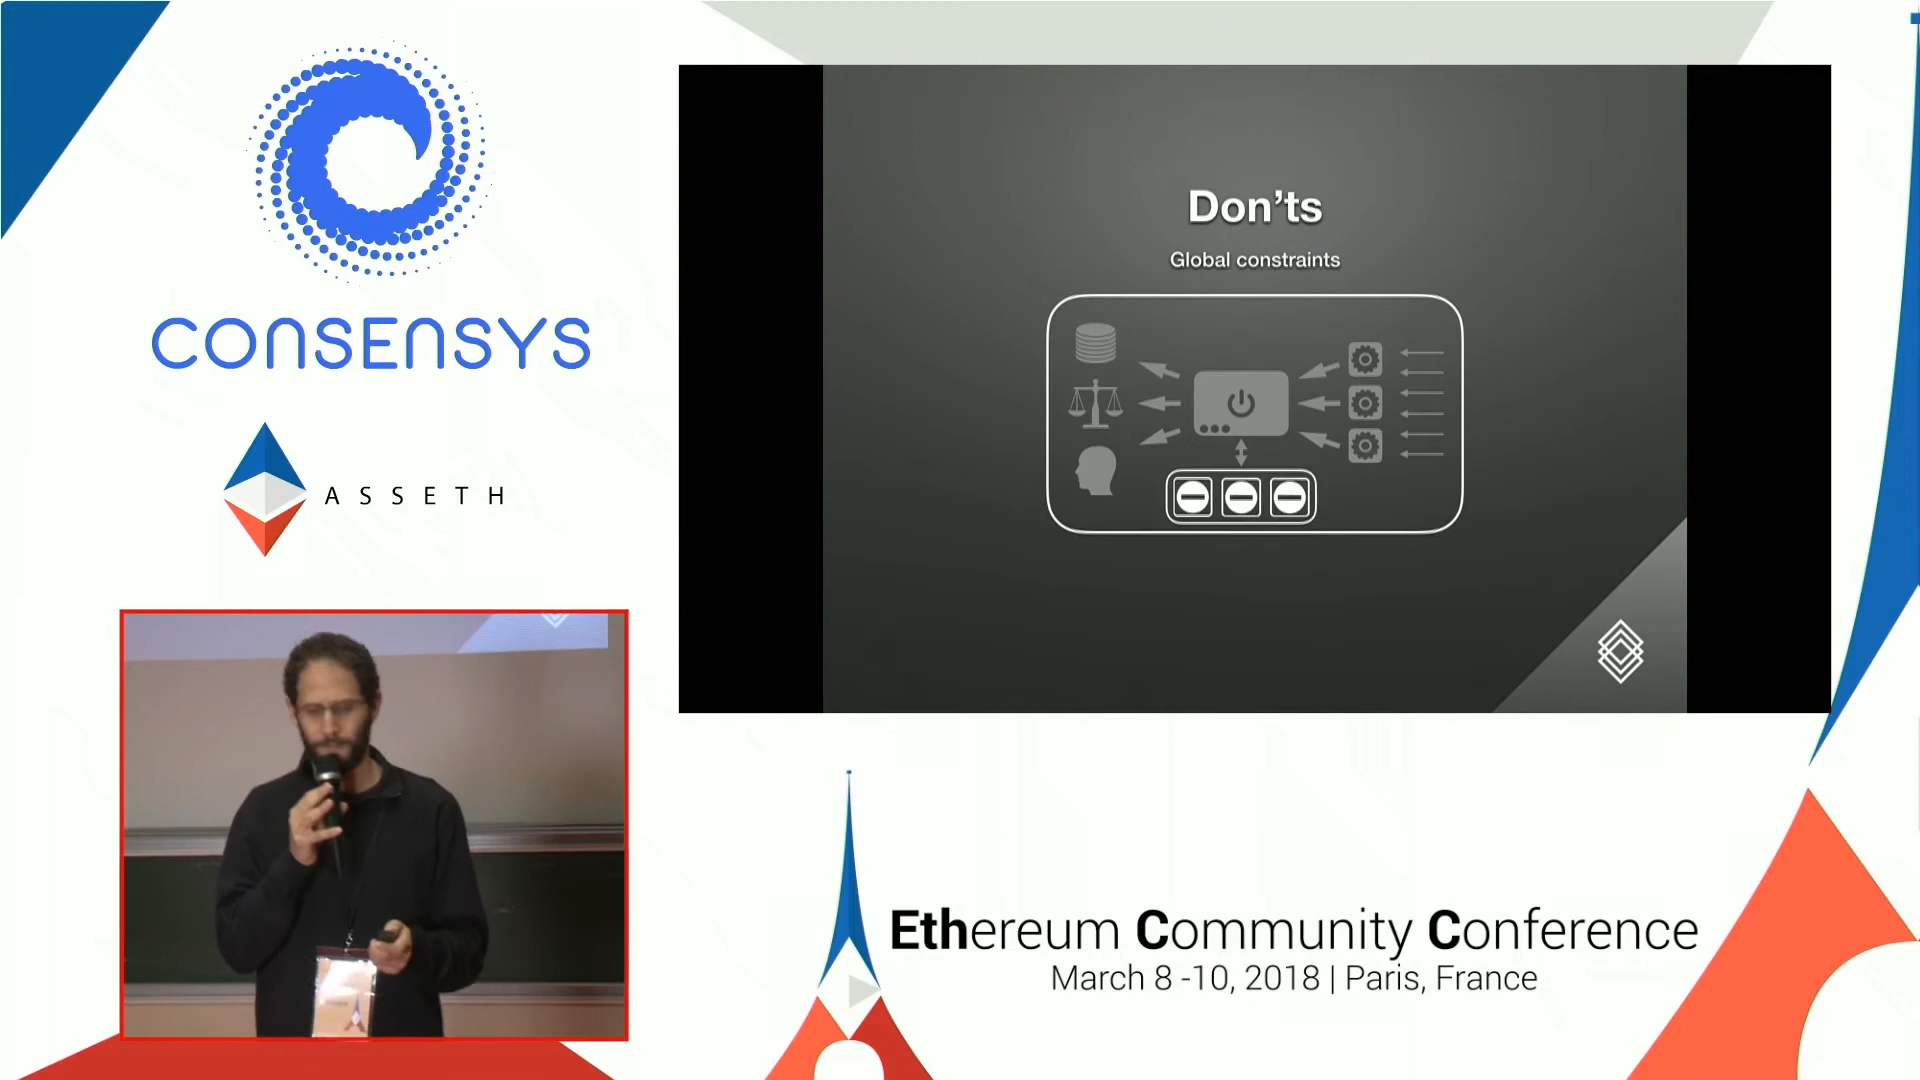 CONSENSYS
ASSETH
Don'ts
Global constraints
Ethereum Community Conference
March 8 -10, 2018 | Paris, France